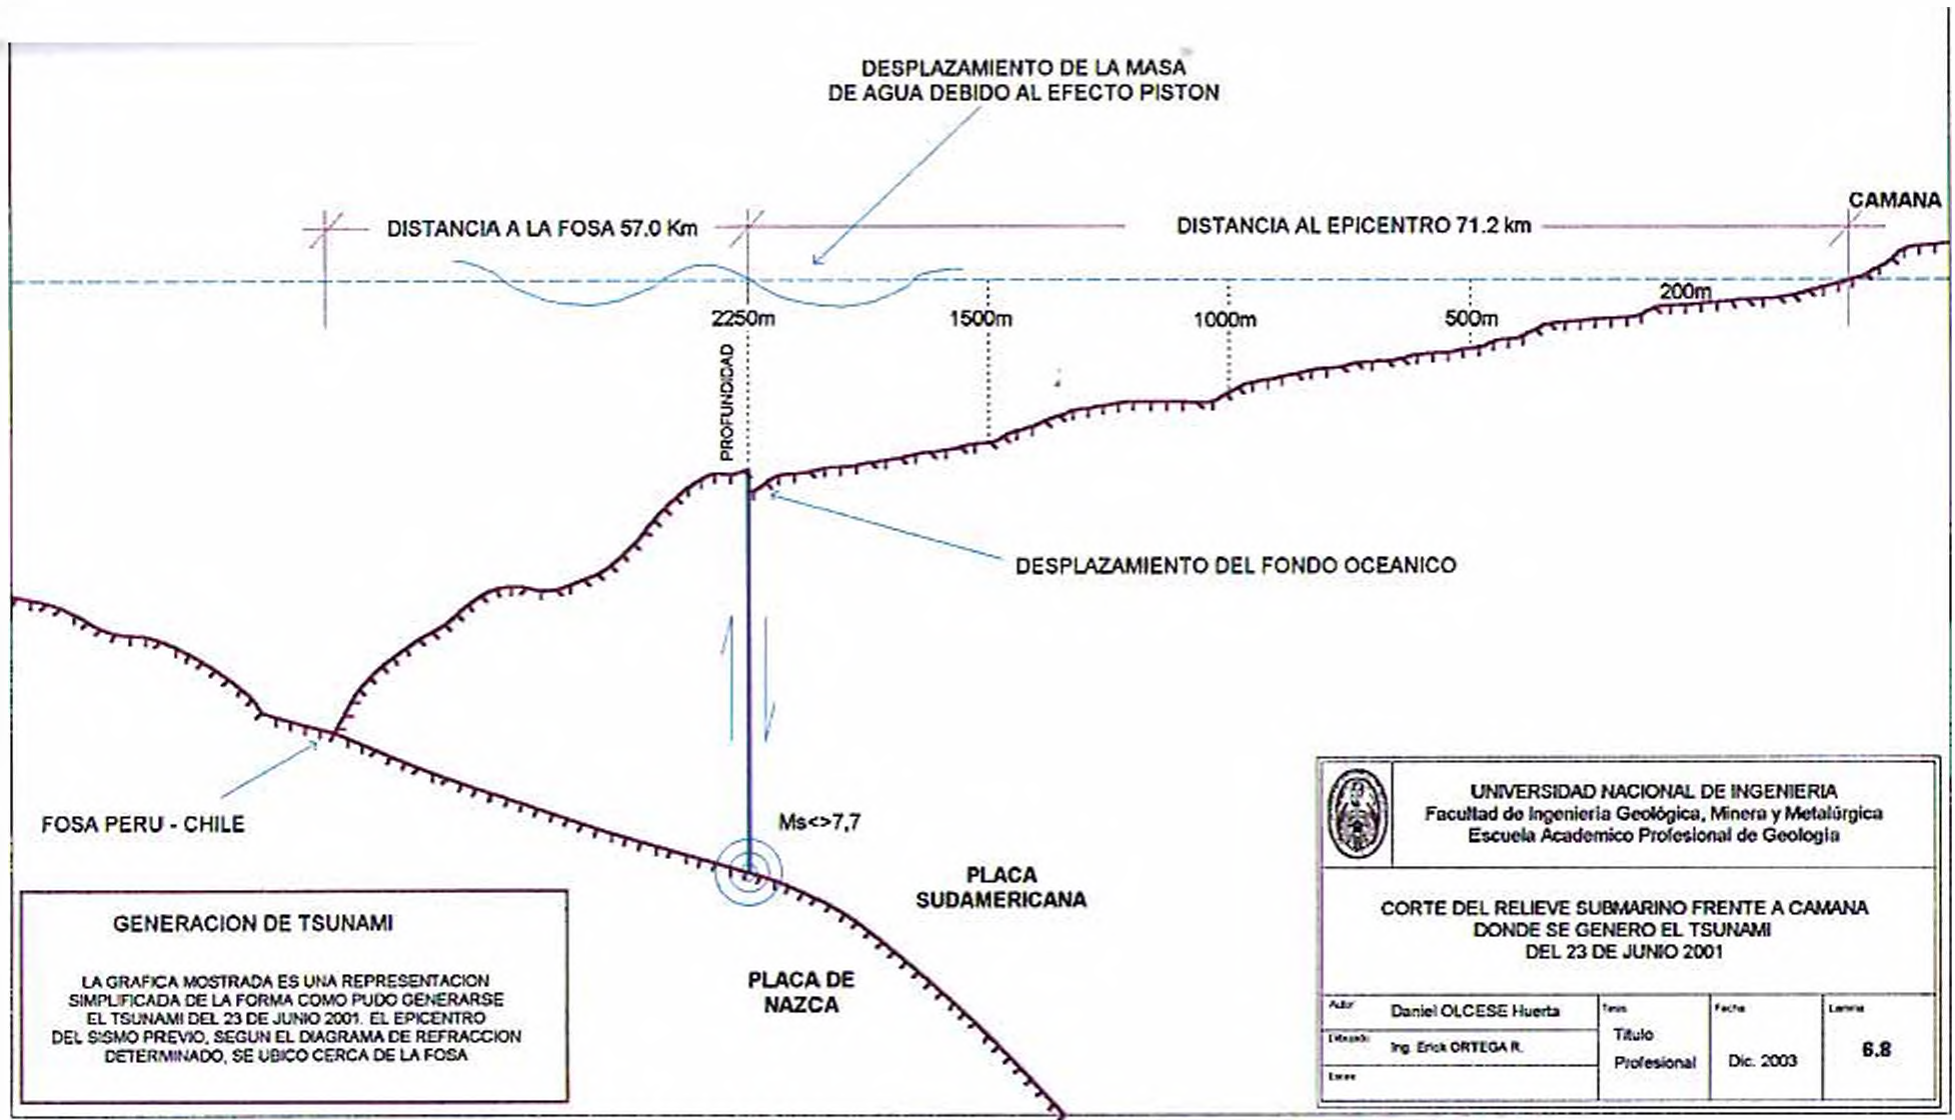 DESPLAZAMIENTO DE LA MASA
DE AGUA DEBIDO AL EFECTO PISTON
CAMANA
DISTANCIA A LA FOSA 57.0 Km
DISTANCIA AL EPICENTRO 71.2 km
2250m
1500m
1000m
500m
200m
PROFUNDIDAD
DESPLAZAMIENTO DEL FONDO OCEANICO
FOSA PERU - CHILE
Ms<>7,7
PLACA
SUDAMERICANA
PLACA DE
NAZCA
GENERACION DE TSUNAMI
LA GRAFICA MOSTRADA ES UNA REPRESENTACION
SIMPLIFICADA DE LA FORMA COMO PUDO GENERARSE
EL TSUNAMI DEL 23 DE JUNIO 2001. EL EPICENTRO
DEL SISMO PREVIO, SEGUN EL DIAGRAMA DE REFRACCION
DETERMINADO, SE UBICO CERCA DE LA FOSA
UNIVERSIDAD NACIONAL DE INGENIERIA
Facultad de Ingeniería Geológica, Minera y Metalúrgica
Escuela Academico Profesional de Geología
CORTE DEL RELIEVE SUBMARINO FRENTE A CAMANA
DONDE SE GENERO EL TSUNAMI
DEL 23 DE JUNIO 2001
Autor
Daniel OLCESE Huerta
Ing. Erick ORTEGA R.
Tesis
Titulo
Profesional
Fecha
Dic. 2003
Lamina
6.8